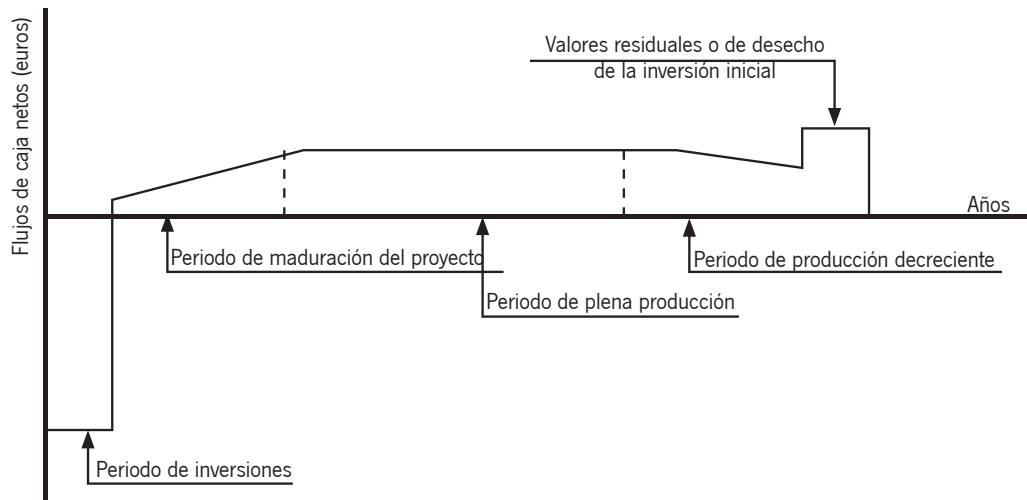 Flujos de caja netos (euros)
Valores residuales o de desecho
de la inversión inicial
Años
Periodo de maduración del proyecto
Periodo de producción decreciente
Periodo de plena producción
Periodo de inversiones